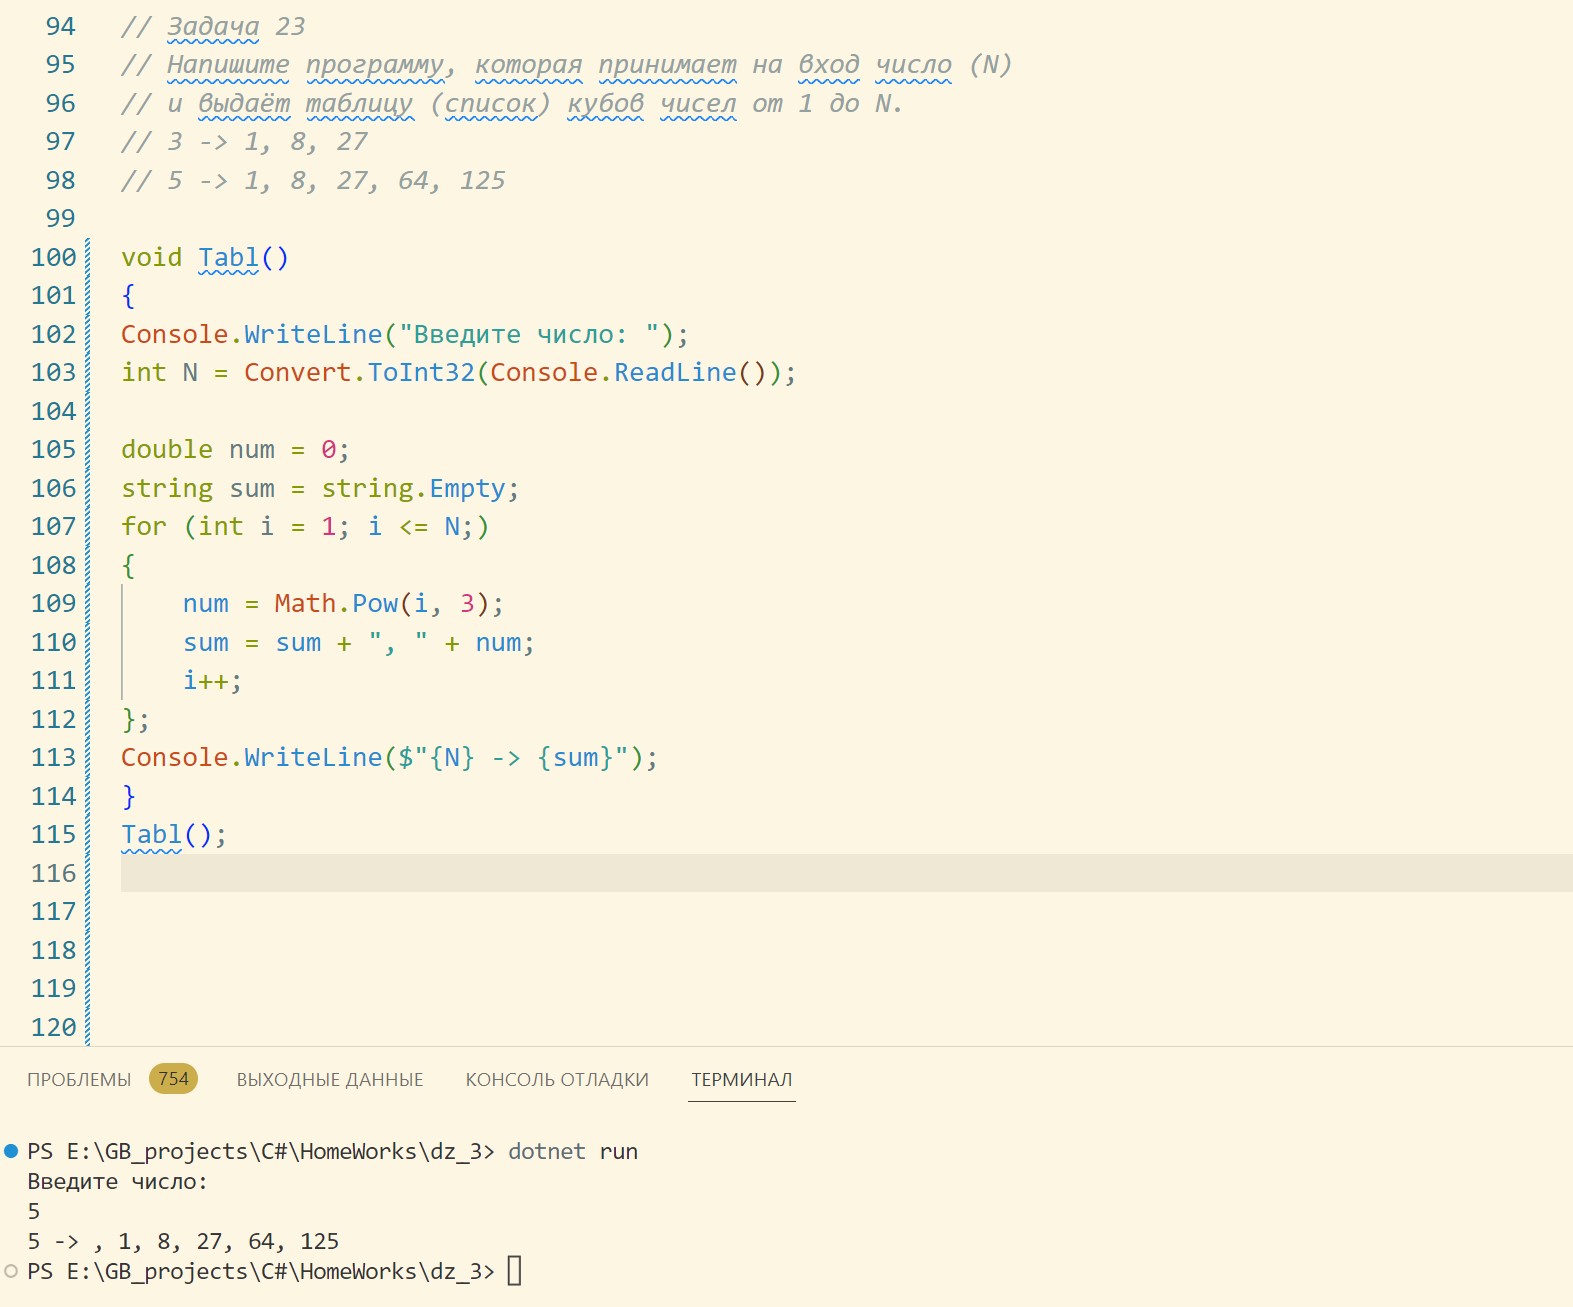 94 // Задача 23
95 // Напишите программу, которая принимает на вход число (N)
96 // и выдаёт таблицу (список) кубов чисел от 1 до N.
97 // 3 -> 1, 8, 27
98 // 5 -> 1, 8, 27, 64, 125
99
100 void Tabl()
101 {
102 Console.WriteLine("Введите число: ");
103 int N = Convert.ToInt32(Console.ReadLine());
104
105 double num = 0;
106 string sum = string.Empty;
107 for (int i = 1; i <= N;)
108 {
109     num = Math.Pow(i, 3);
110     sum = sum + ", " + num;
111     i++;
112 };
113 Console.WriteLine($"{N} -> {sum}");
114 }
115 Tabl();
116
117
118
119
120
ПРОБЛЕМЫ 754 ВЫХОДНЫЕ ДАННЫЕ КОНСОЛЬ ОТЛАДКИ ТЕРМИНАЛ
PS E:\GB_projects\C#\HomeWorks\dz_3> dotnet run
Введите число:
5
5 -> , 1, 8, 27, 64, 125
PS E:\GB_projects\C#\HomeWorks\dz_3>